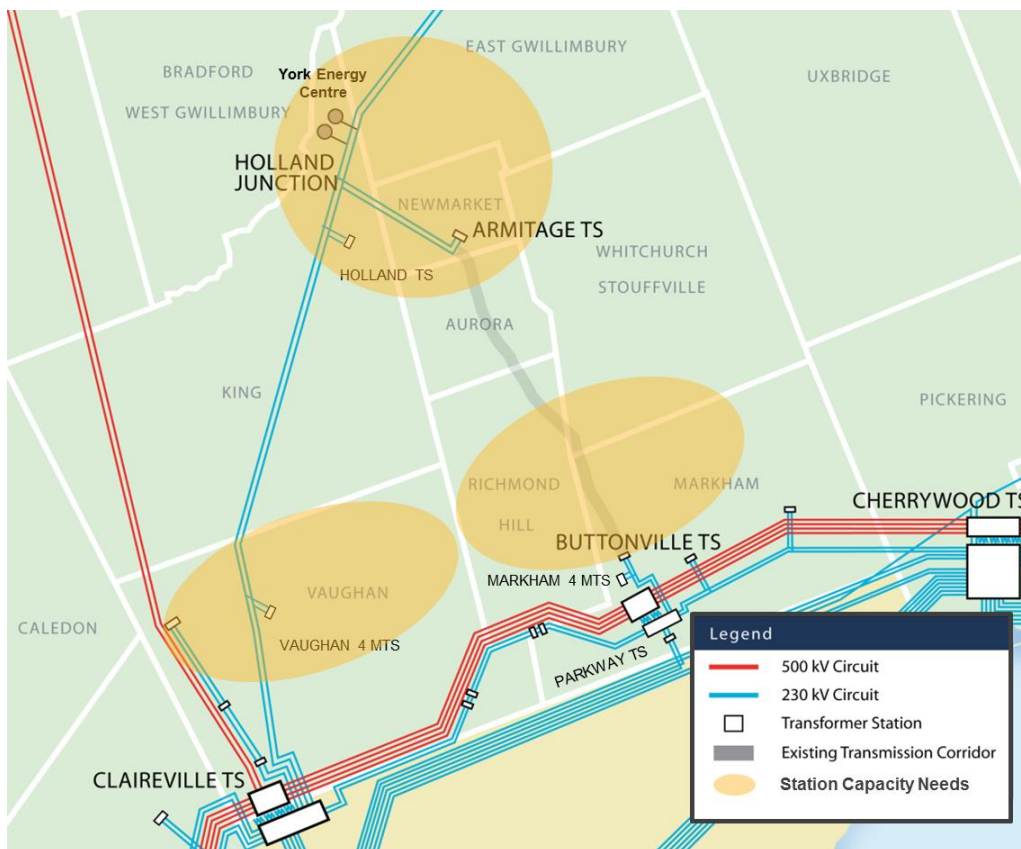 EAST GWILLIMBURY
BRADFORD
York Energy
Centre
UXBRIDGE
WEST GWILLIMBURY
HOLLAND
JUNCTION
NEWMARKET
ARMITAGE TS
HOLLAND TS
WHITCHURCH
STOUFFVILLE
AURORA
KING
PICKERING
RICHMOND
HILL
MARKHAM
CHERRYWOOD TS
BUTTONVILLE TS
MARKHAM 4 MTS
VAUGHAN
CALEDON
VAUGHAN 4 MTS
PARKWAY TS
CLAIREVILLE TS
Legend
500 kV Circuit
230 kV Circuit
Transformer Station
Existing Transmission Corridor
Station Capacity Needs